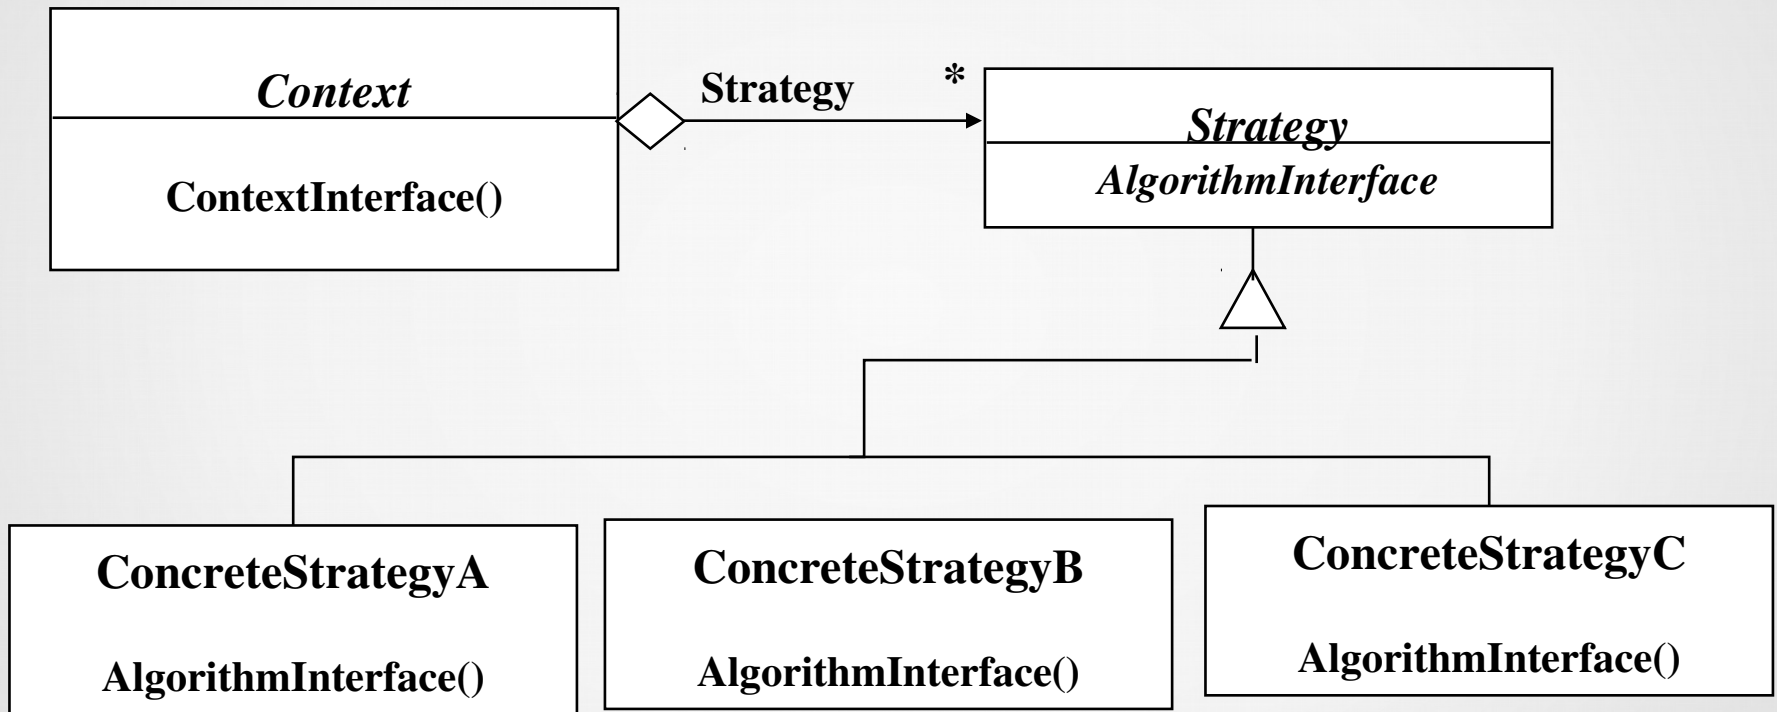 Context
ContextInterface()
Strategy
*
Strategy
AlgorithmInterface
ConcreteStrategyA
AlgorithmInterface()
ConcreteStrategyB
AlgorithmInterface()
ConcreteStrategyC
AlgorithmInterface()